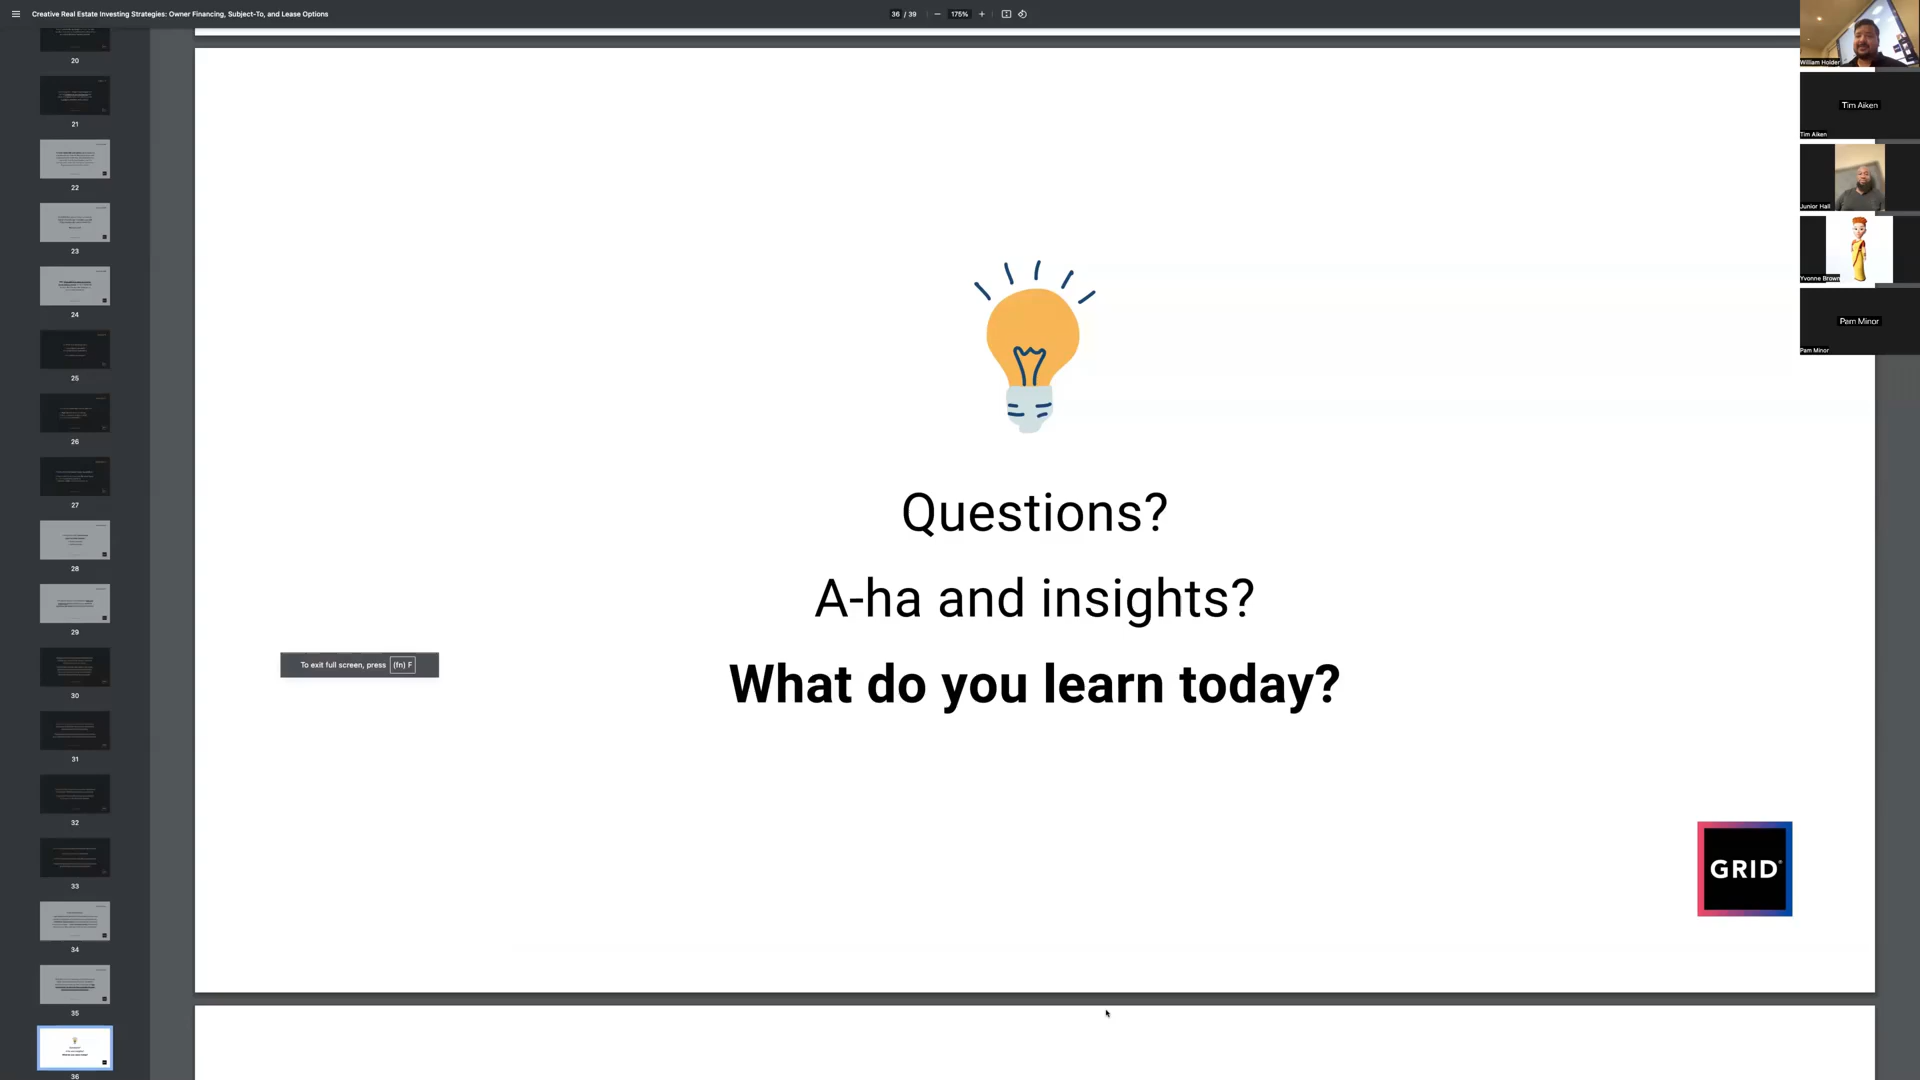 Creative Real Estate Investing Strategies: Owner Financing, Subject-To, and Lease Options
36 / 39
175%
20
21
22
23
24
25
26
27
28
29
30
31
32
33
34
35
36
Questions?
A-ha and insights?
What do you learn today?
To exit full screen, press (fn) F
GRID®
William Holder
Tim Aiken
Tim Aiken
Junior Hall
Yvonne Brown
Pam Minor
Pam Minor